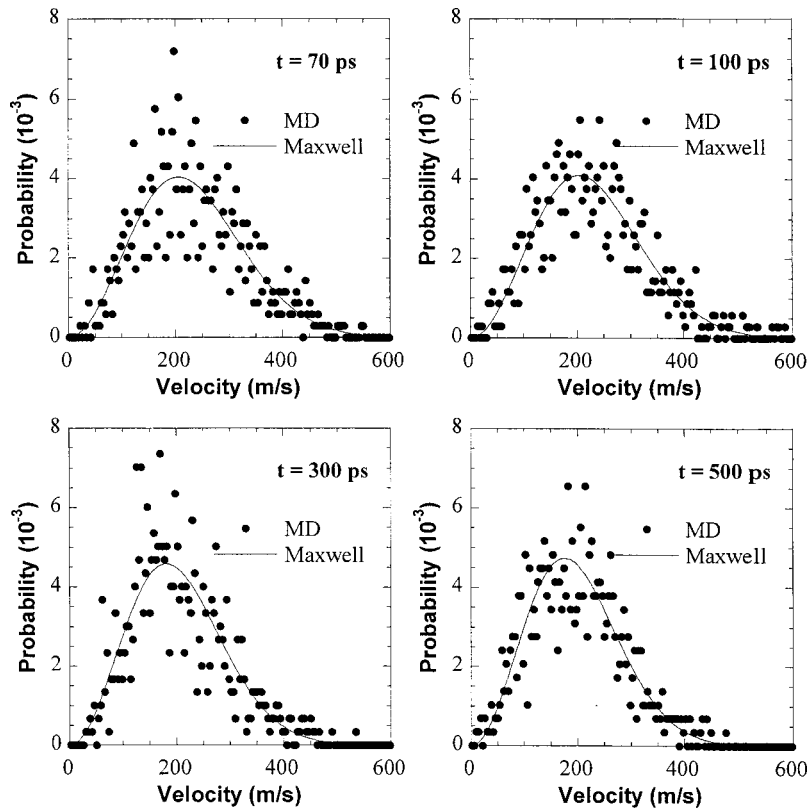 8
6
4
2
0
Probability (10⁻³)
t = 70 ps
MD
Maxwell
0 200 400 600
Velocity (m/s)
8
6
4
2
0
Probability (10⁻³)
t = 100 ps
MD
Maxwell
0 200 400 600
Velocity (m/s)
8
6
4
2
0
Probability (10⁻³)
t = 300 ps
MD
Maxwell
0 200 400 600
Velocity (m/s)
8
6
4
2
0
Probability (10⁻³)
t = 500 ps
MD
Maxwell
0 200 400 600
Velocity (m/s)